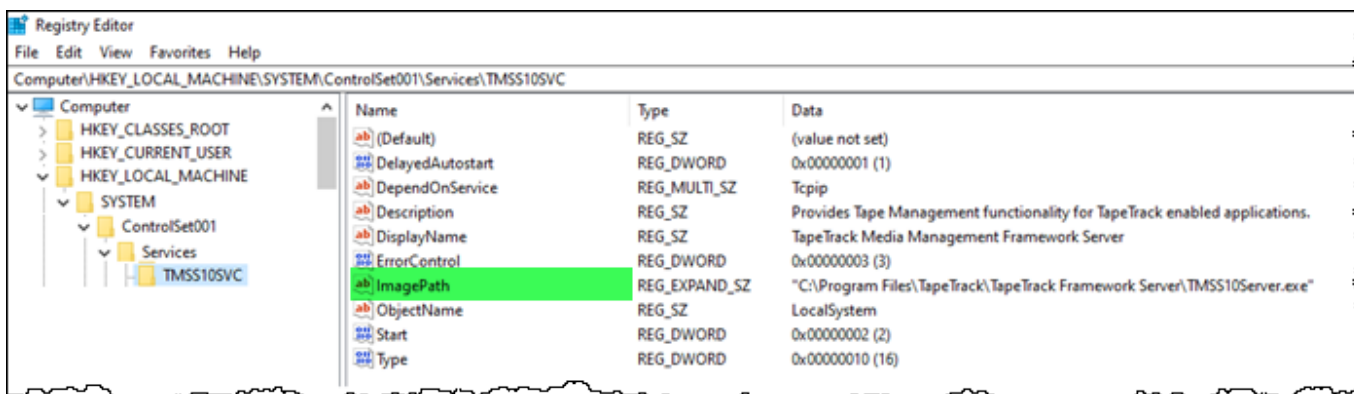 Registry Editor
File Edit View Favorites Help
Computer\HKEY_LOCAL_MACHINE\SYSTEM\ControlSet001\Services\TMSS10SVC
Computer
HKEY_CLASSES_ROOT
HKEY_CURRENT_USER
HKEY_LOCAL_MACHINE
SYSTEM
ControlSet001
Services
TMSS10SVC
Name Type Data
(Default) REG_SZ (value not set)
DelayedAutostart REG_DWORD 0x00000001 (1)
DependOnService REG_MULTI_SZ Tcpip
Description REG_SZ Provides Tape Management functionality for TapeTrack enabled applications.
DisplayName REG_SZ TapeTrack Media Management Framework Server
ErrorControl REG_DWORD 0x00000003 (3)
ImagePath REG_EXPAND_SZ "C:\Program Files\TapeTrack\TapeTrack Framework Server\TMSS10Server.exe"
ObjectName REG_SZ LocalSystem
Start REG_DWORD 0x00000002 (2)
Type REG_DWORD 0x00000010 (16)